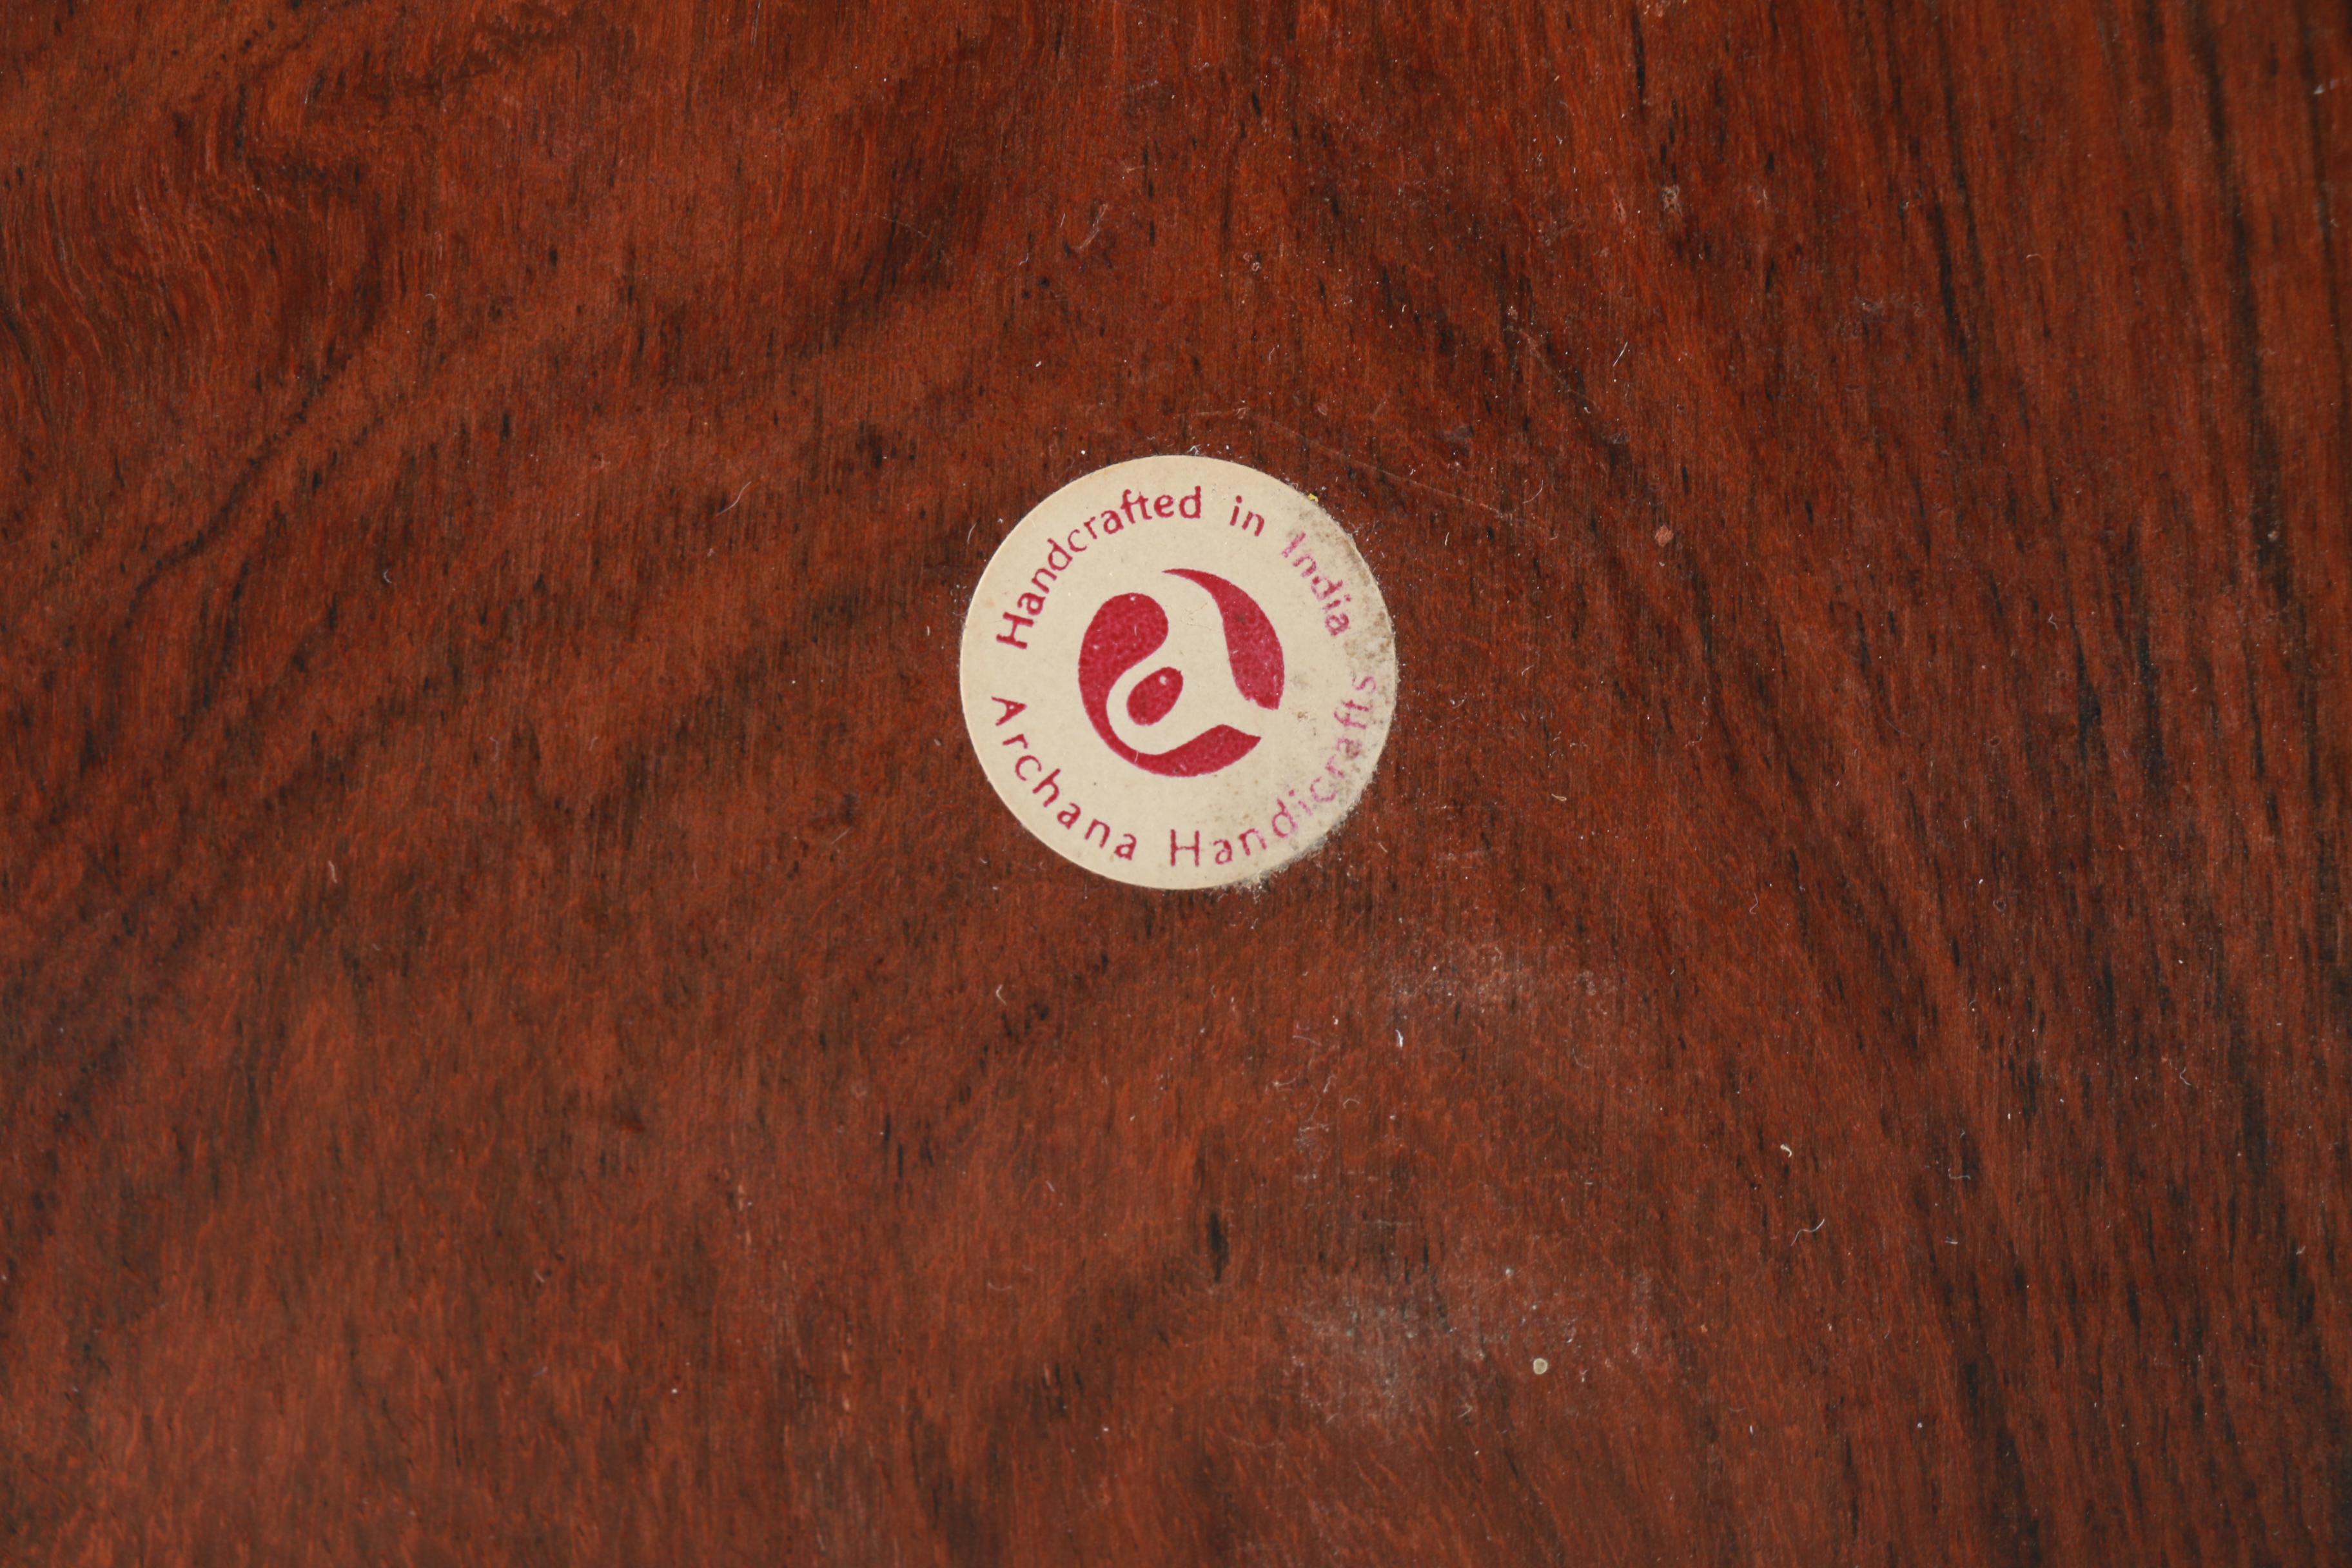 Handcrafted in India
a
Archana Handicrafts